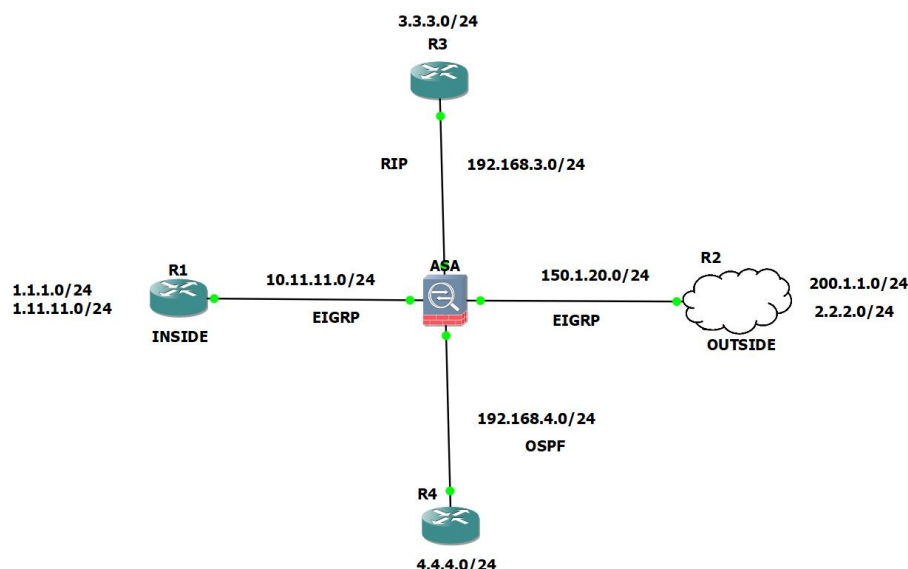 3.3.3.0/24
R3
RIP
192.168.3.0/24
ASA
R1
10.11.11.0/24
150.1.20.0/24
R2
1.1.1.0/24
1.11.11.0/24
200.1.1.0/24
2.2.2.0/24
EIGRP
EIGRP
INSIDE
OUTSIDE
192.168.4.0/24
OSPF
R4
4.4.4.0/24